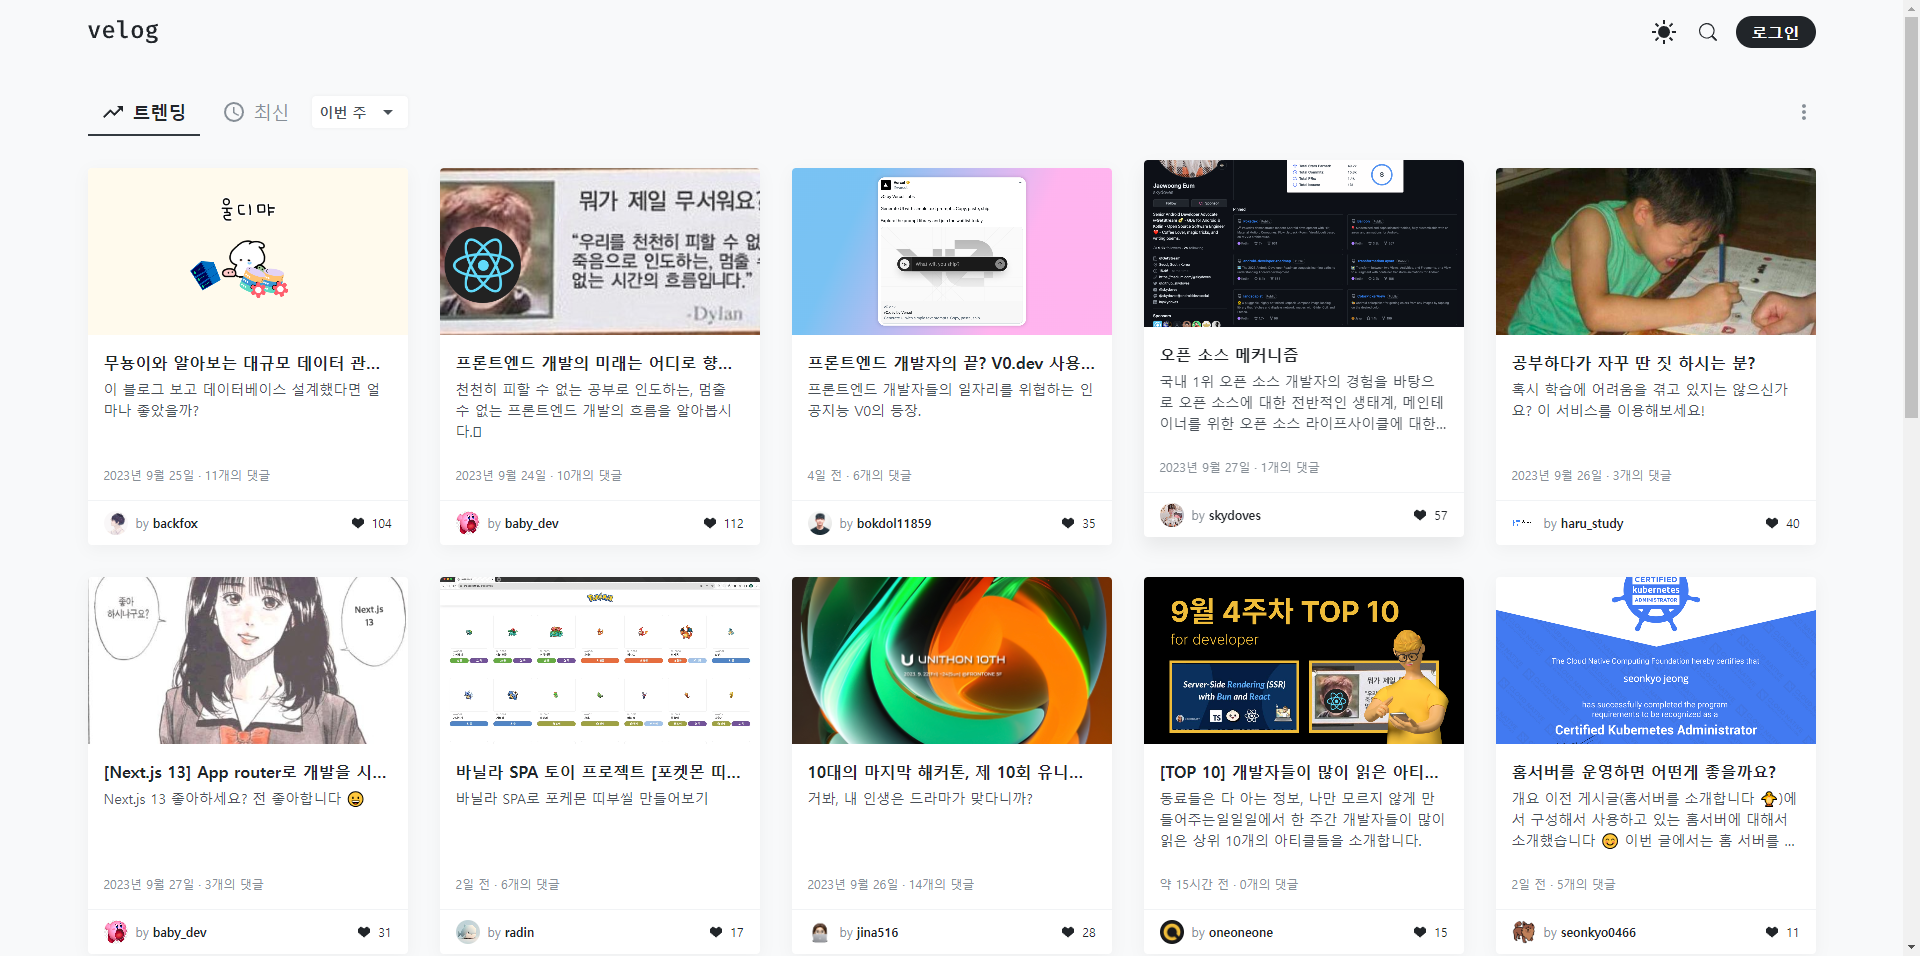 velog
로그인
트렌딩
최신
이번 주
울디먀
뭐가 제일 무서워요?
“우리를 천천히 피할 수 없
죽음으로 인도하는, 멈출 수
없는 시간의 흐름입니다.”
-Dylan
What will you ship?
Jaewoong Eum
skydoves
무뇽이와 알아보는 대규모 데이터 관...
이 블로그 보고 데이터베이스 설계했다면 얼
마나 좋았을까?
2023년 9월 25일 · 11개의 댓글
by backfox
104
프론트엔드 개발의 미래는 어디로 향...
천천히 피할 수 없는 공부로 인도하는, 멈출
수 없는 프론트엔드 개발의 흐름을 알아봅시
다.
2023년 9월 24일 · 10개의 댓글
by baby_dev
112
프론트엔드 개발자의 끝? V0.dev 사용...
프론트엔드 개발자들의 일자리를 위협하는 인
공지능 V0의 등장.
4일 전 · 6개의 댓글
by bokdol11859
35
오픈 소스 메커니즘
국내 1위 오픈 소스 개발자의 경험을 바탕으
로 오픈 소스에 대한 전반적인 생태계, 메인테
이너를 위한 오픈 소스 라이프사이클에 대한...
2023년 9월 27일 · 1개의 댓글
by skydoves
57
공부하다가 자꾸 딴 짓 하시는 분?
혹시 학습에 어려움을 겪고 있지는 않으신가
요? 이 서비스를 이용해보세요!
2023년 9월 26일 · 3개의 댓글
by haru_study
40
좋아
하시나구요?
Next.js
13
UNITHON 10TH
9월 4주차 TOP 10
for developer
Server-Side Rendering (SSR)
with Bun and React
뭐가 제일 무
CERTIFIED
kubernetes
ADMINISTRATOR
The Cloud Native Computing Foundation hereby certifies that
seonkyo jeong
has successfully completed the program
requirements to be recognized as a
Certified Kubernetes Administrator
[Next.js 13] App router로 개발을 시...
Next.js 13 좋아하세요? 전 좋아합니다 😀
2023년 9월 27일 · 3개의 댓글
by baby_dev
31
바닐라 SPA 토이 프로젝트 [포켓몬 띠...
바닐라 SPA로 포케몬 띠부씰 만들어보기
2일 전 · 6개의 댓글
by radin
17
10대의 마지막 해커톤, 제 10회 유니...
거봐, 내 인생은 드라마가 맞다니까?
2023년 9월 26일 · 14개의 댓글
by jina516
28
[TOP 10] 개발자들이 많이 읽은 아티...
동료들은 다 아는 정보, 나만 모르지 않게 만
들어주는일일일에서 한 주간 개발자들이 많이
읽은 상위 10개의 아티클들을 소개합니다.
약 15시간 전 · 0개의 댓글
by oneoneone
15
홈서버를 운영하면 어떤게 좋을까요?
개요 이전 게시글(홈서버를 소개합니다 🐥)에
서 구성해서 사용하고 있는 홈서버에 대해서
소개했습니다 😊 이번 글에서는 홈 서버를 ...
2일 전 · 5개의 댓글
by seonkyo0466
11